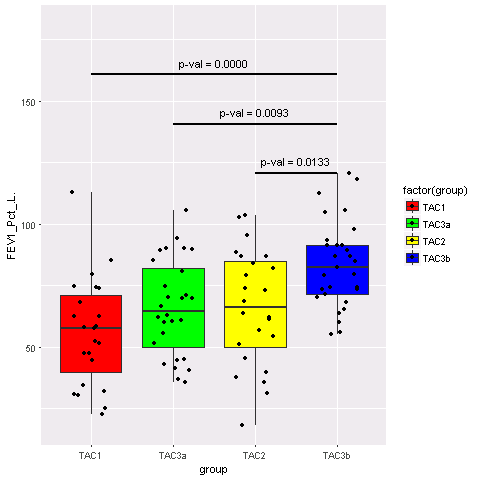 p-val = 0.0000
p-val = 0.0093
p-val = 0.0133
150
100
50
FEV1_Pct_L.
TAC1 TAC3a TAC2 TAC3b
group
factor(group)
TAC1
TAC3a
TAC2
TAC3b